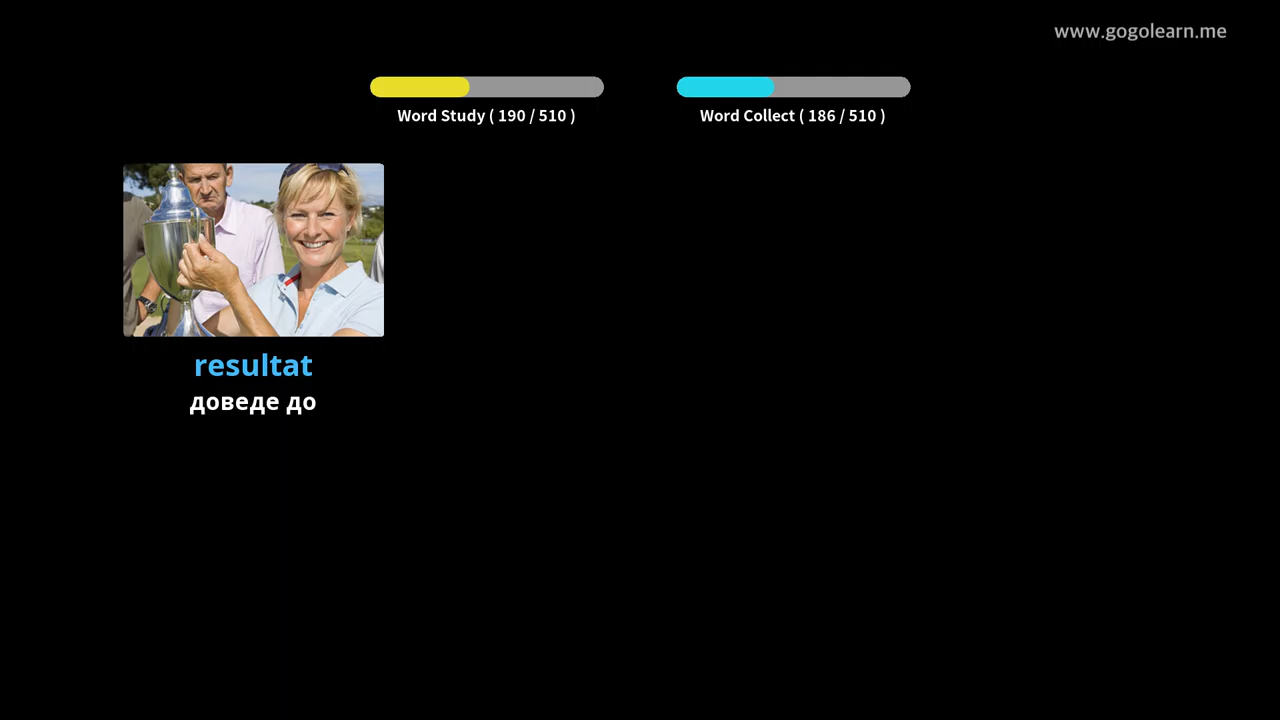 www.gogolearn.me
Word Study ( 190 / 510 )
Word Collect ( 186 / 510 )
resultat
доведе до